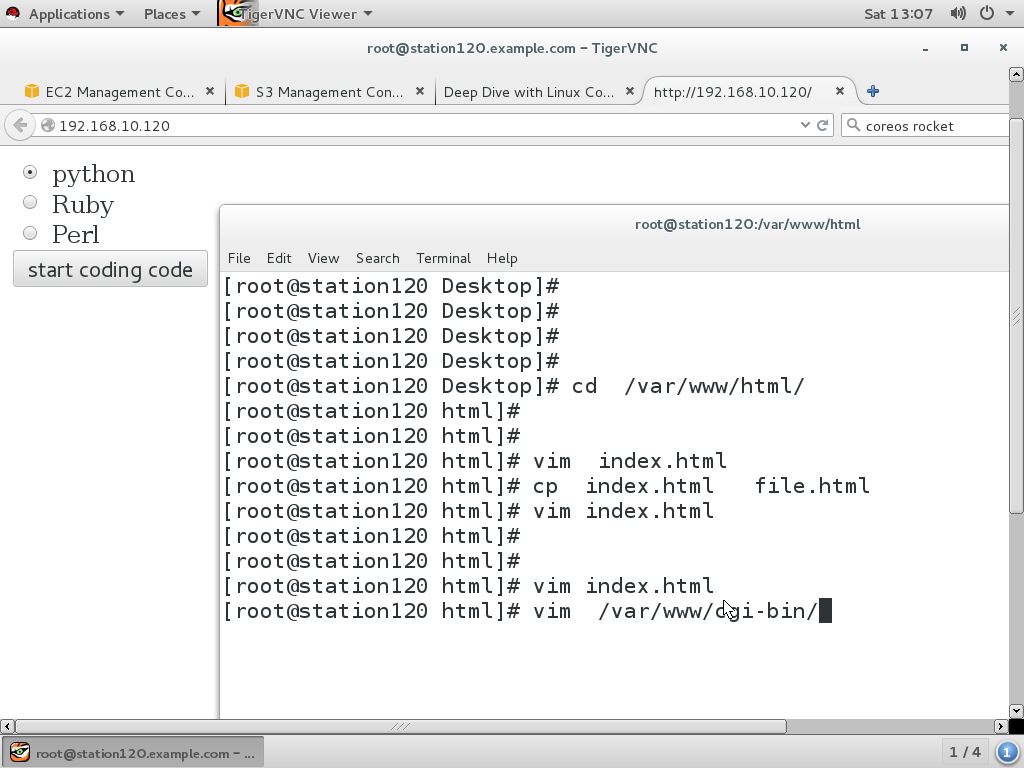 Applications Places TigerVNC Viewer Sat 13:07
root@station120.example.com - TigerVNC
EC2 Management Co... S3 Management Con... Deep Dive with Linux Co... http://192.168.10.120/
192.168.10.120 coreos rocket
python
Ruby
Perl
start coding code
root@station120:/var/www/html
File Edit View Search Terminal Help
[root@station120 Desktop]#
[root@station120 Desktop]#
[root@station120 Desktop]#
[root@station120 Desktop]#
[root@station120 Desktop]# cd  /var/www/html/
[root@station120 html]#
[root@station120 html]#
[root@station120 html]# vim  index.html
[root@station120 html]# cp  index.html   file.html
[root@station120 html]# vim index.html
[root@station120 html]#
[root@station120 html]#
[root@station120 html]# vim index.html
[root@station120 html]# vim  /var/www/cgi-bin/
root@station120.example.com - ... 1 / 4 1